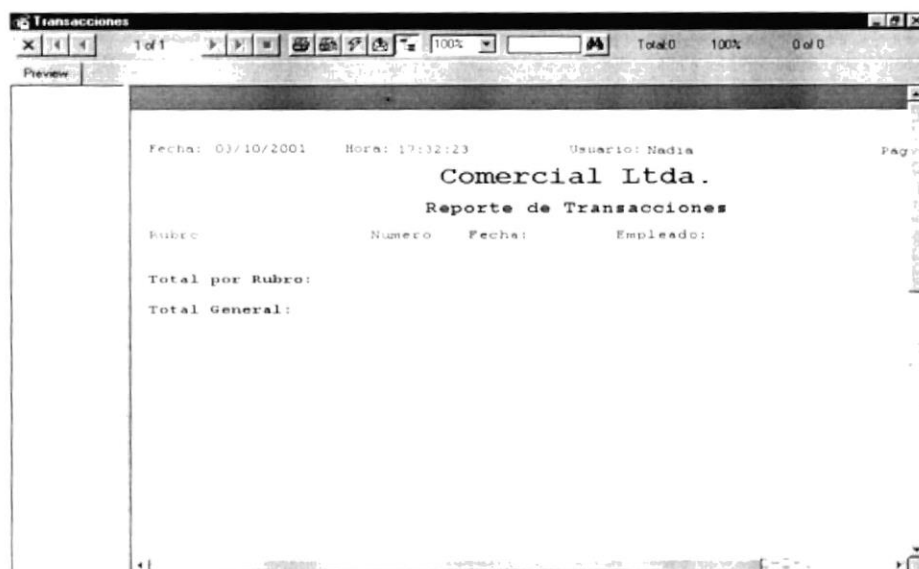 Transacciones
1 of 1 100% Total:0 100% 0 of 0
Preview
Fecha: 03/10/2001 Hora: 17:32:23 Usuario: Nadia Pag
Comercial Ltda.
Reporte de Transacciones
Rubro Numero Fecha: Empleado:
Total por Rubro:
Total General: